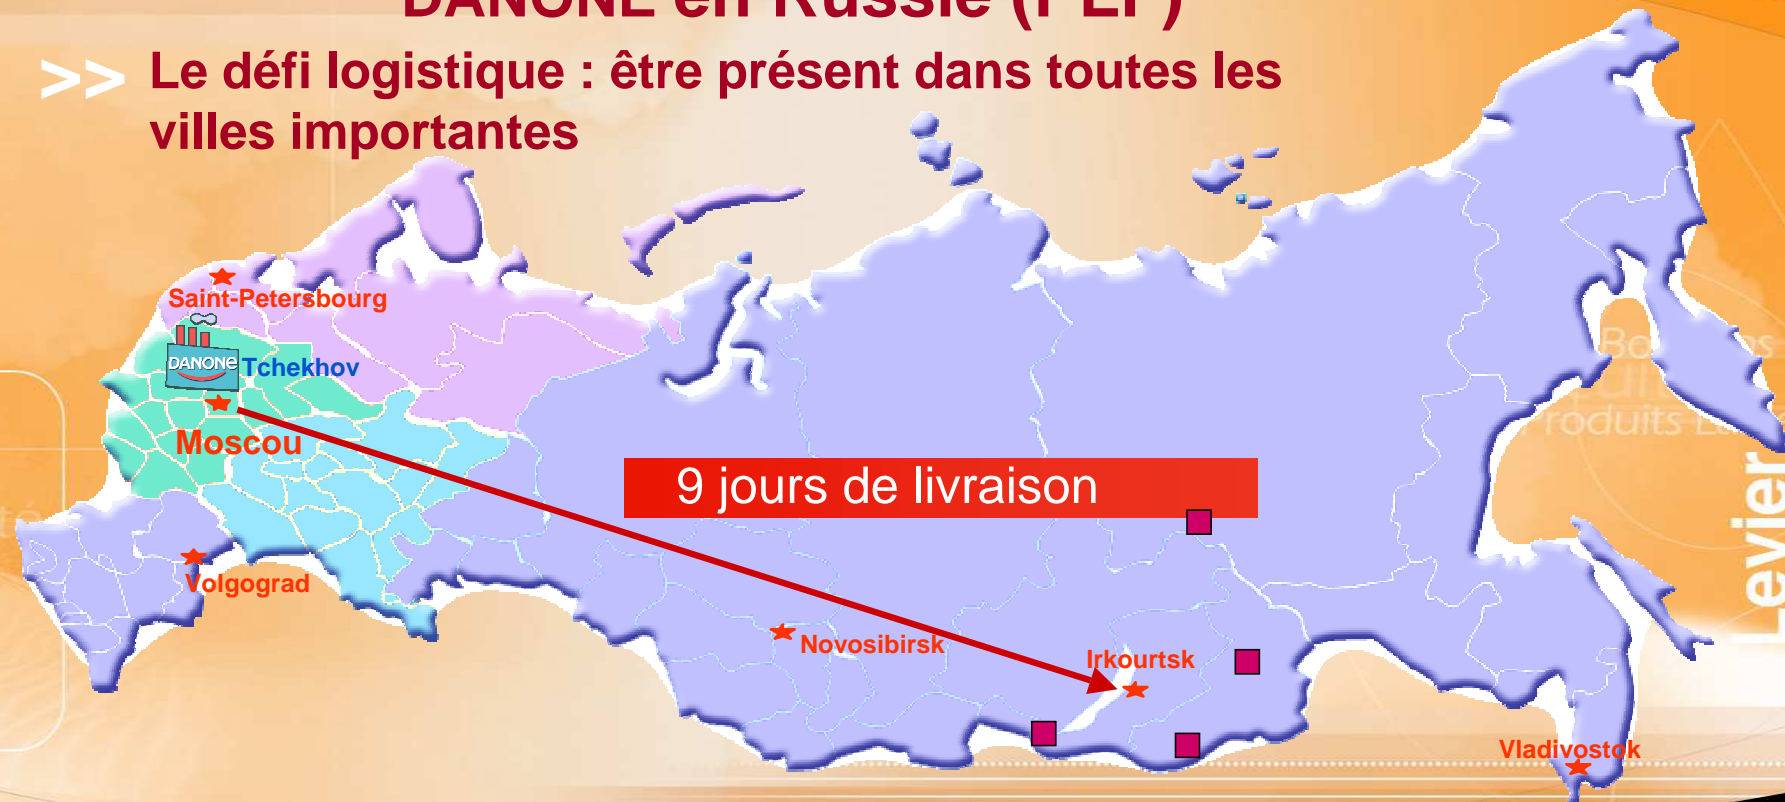 DANONE en Russie (PEP)
>> Le défi logistique : être présent dans toutes les
villes importantes
Saint-Petersbourg
DANONE
Tchekhov
Moscou
9 jours de livraison
Volgograd
Novosibirsk
Irkourtsk
Vladivostok
Levier